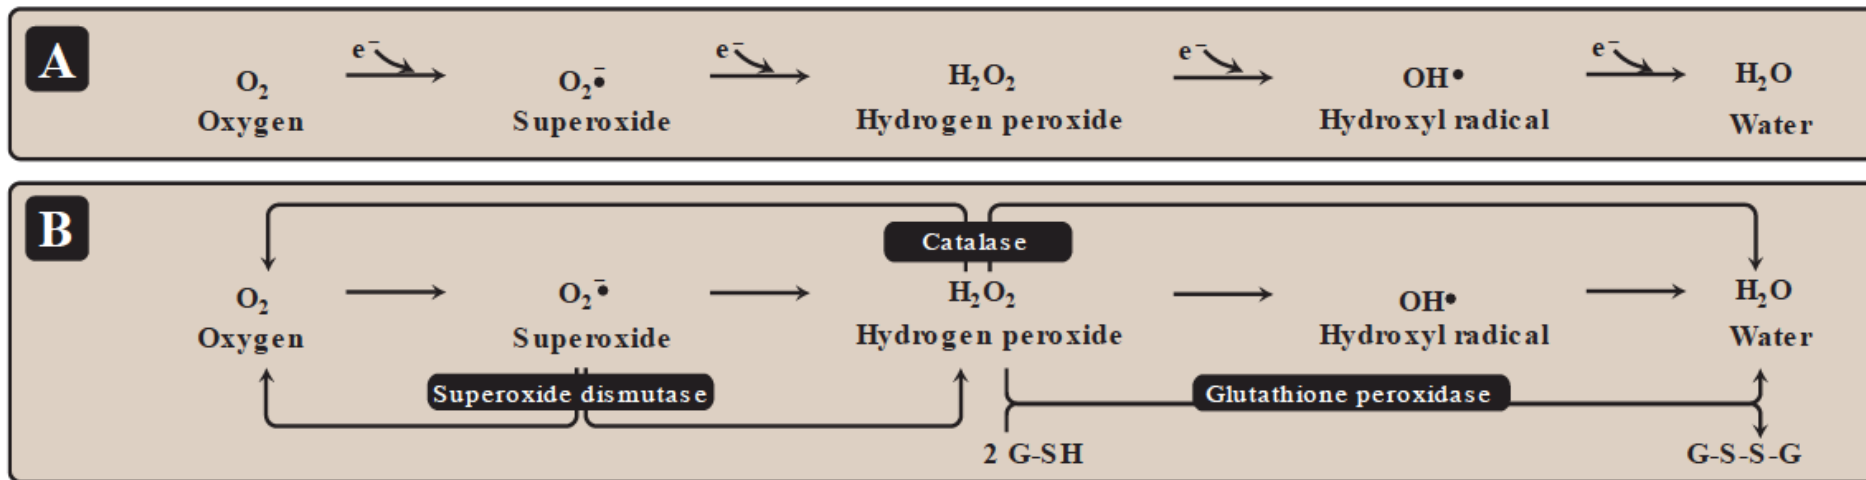 A
e⁻ e⁻ e⁻ e⁻
O₂ O₂•̄ H₂O₂ OH• H₂O
Oxygen Superoxide Hydrogen peroxide Hydroxyl radical Water
B
Catalase
O₂ O₂•̄ H₂O₂ OH• H₂O
Oxygen Superoxide Hydrogen peroxide Hydroxyl radical Water
Superoxide dismutase Glutathione peroxidase
2 G-SH G-S-S-G